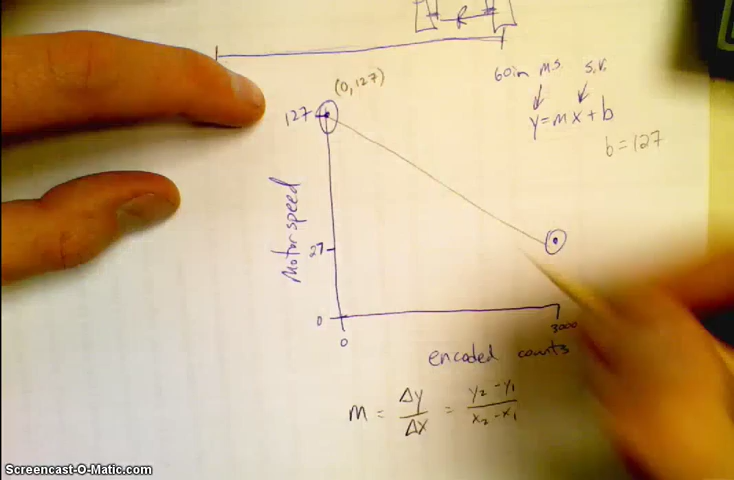 R
(0,127)
60in m.s. s.v.
y=mx+b
b=127
127
Motor speed
27
0
0
3000
encoded counts
m = Δy/Δx = y2-y1/x2-x1
Screencast-O-Matic.com